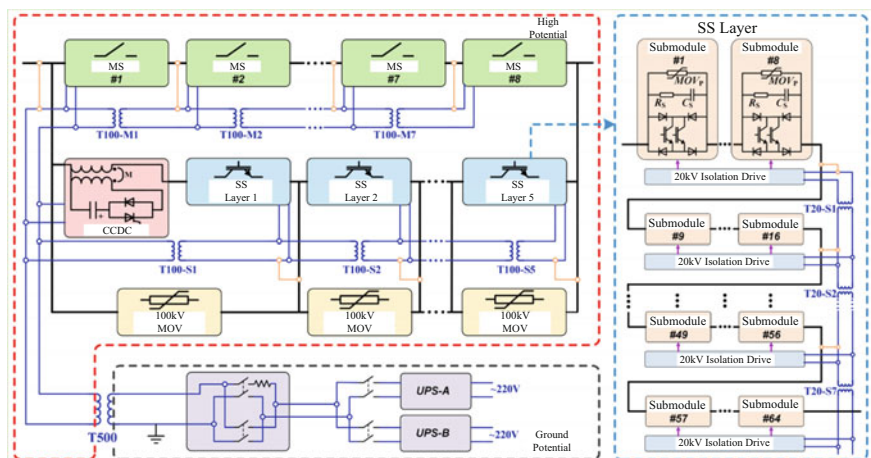 High
Potential
MS
#1
MS
#2
MS
#7
MS
#8
T100-M1
T100-M2
T100-M7
M
CCDC
SS
Layer 1
SS
Layer 2
SS
Layer 5
T100-S1
T100-S2
T100-S5
100kV
MOV
100kV
MOV
100kV
MOV
T500
UPS-A
~220V
UPS-B
~220V
Ground
Potential
SS Layer
Submodule
#1
MOVP
RS
CS
Submodule
#8
MOVP
RS
CS
20kV Isolation Drive
T20-S1
Submodule
#9
Submodule
#16
20kV Isolation Drive
T20-S2
Submodule
#49
Submodule
#56
20kV Isolation Drive
T20-S7
Submodule
#57
Submodule
#64
20kV Isolation Drive